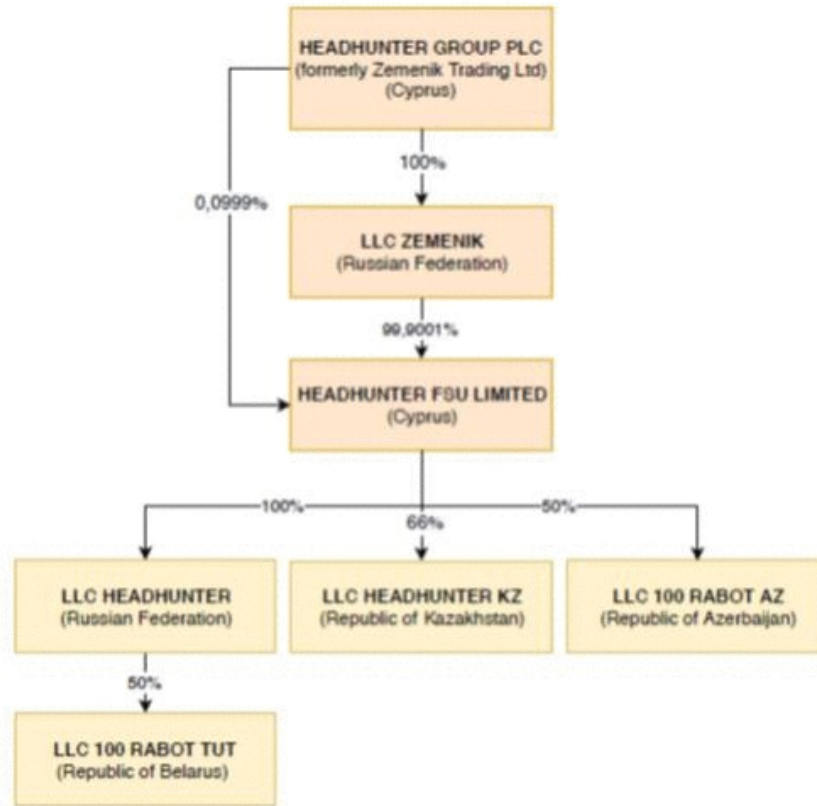 HEADHUNTER GROUP PLC
(formerly Zemenik Trading Ltd)
(Cyprus)
100%
0,0999%
LLC ZEMENIK
(Russian Federation)
99,9001%
HEADHUNTER FSU LIMITED
(Cyprus)
100%
66%
50%
LLC HEADHUNTER
(Russian Federation)
LLC HEADHUNTER KZ
(Republic of Kazakhstan)
LLC 100 RABOT AZ
(Republic of Azerbaijan)
50%
LLC 100 RABOT TUT
(Republic of Belarus)